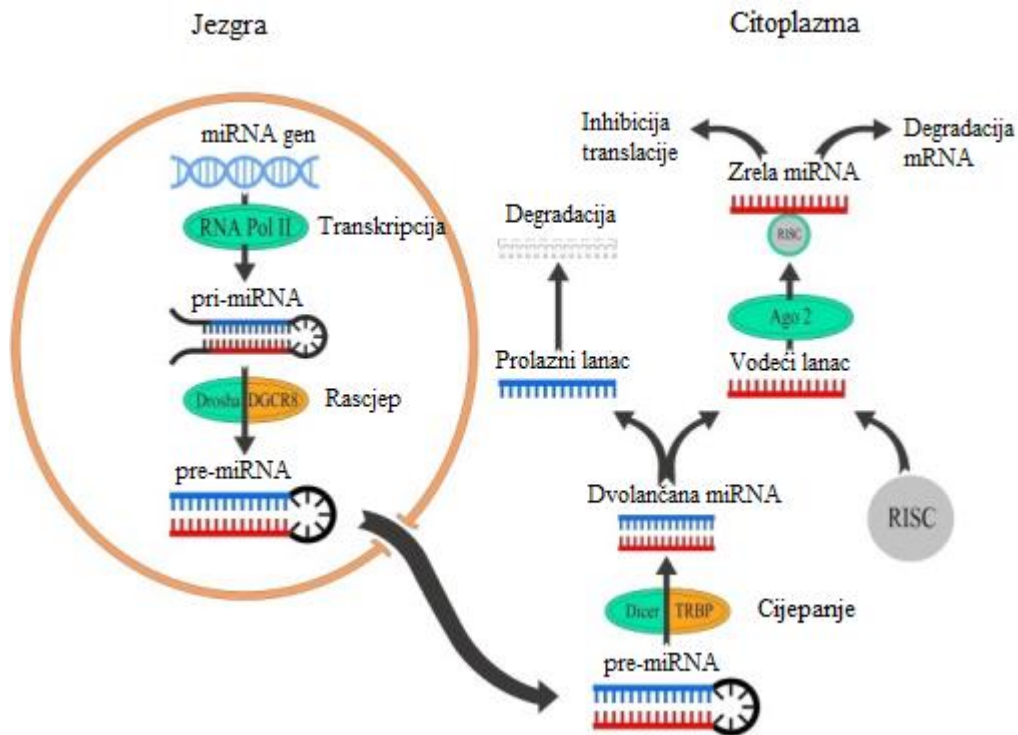 Jezgra
Citoplazma
miRNA gen
RNA Pol II
Transkripcija
pri-miRNA
Drosha
DGCR8
Rascjep
pre-miRNA
Inhibicija
translacije
Degradacija
mRNA
Zrela miRNA
RISC
Degradacija
Ago 2
Prolazni lanac
Vodeći lanac
Dvolančana miRNA
RISC
Dicer
TRBP
Cijepanje
pre-miRNA